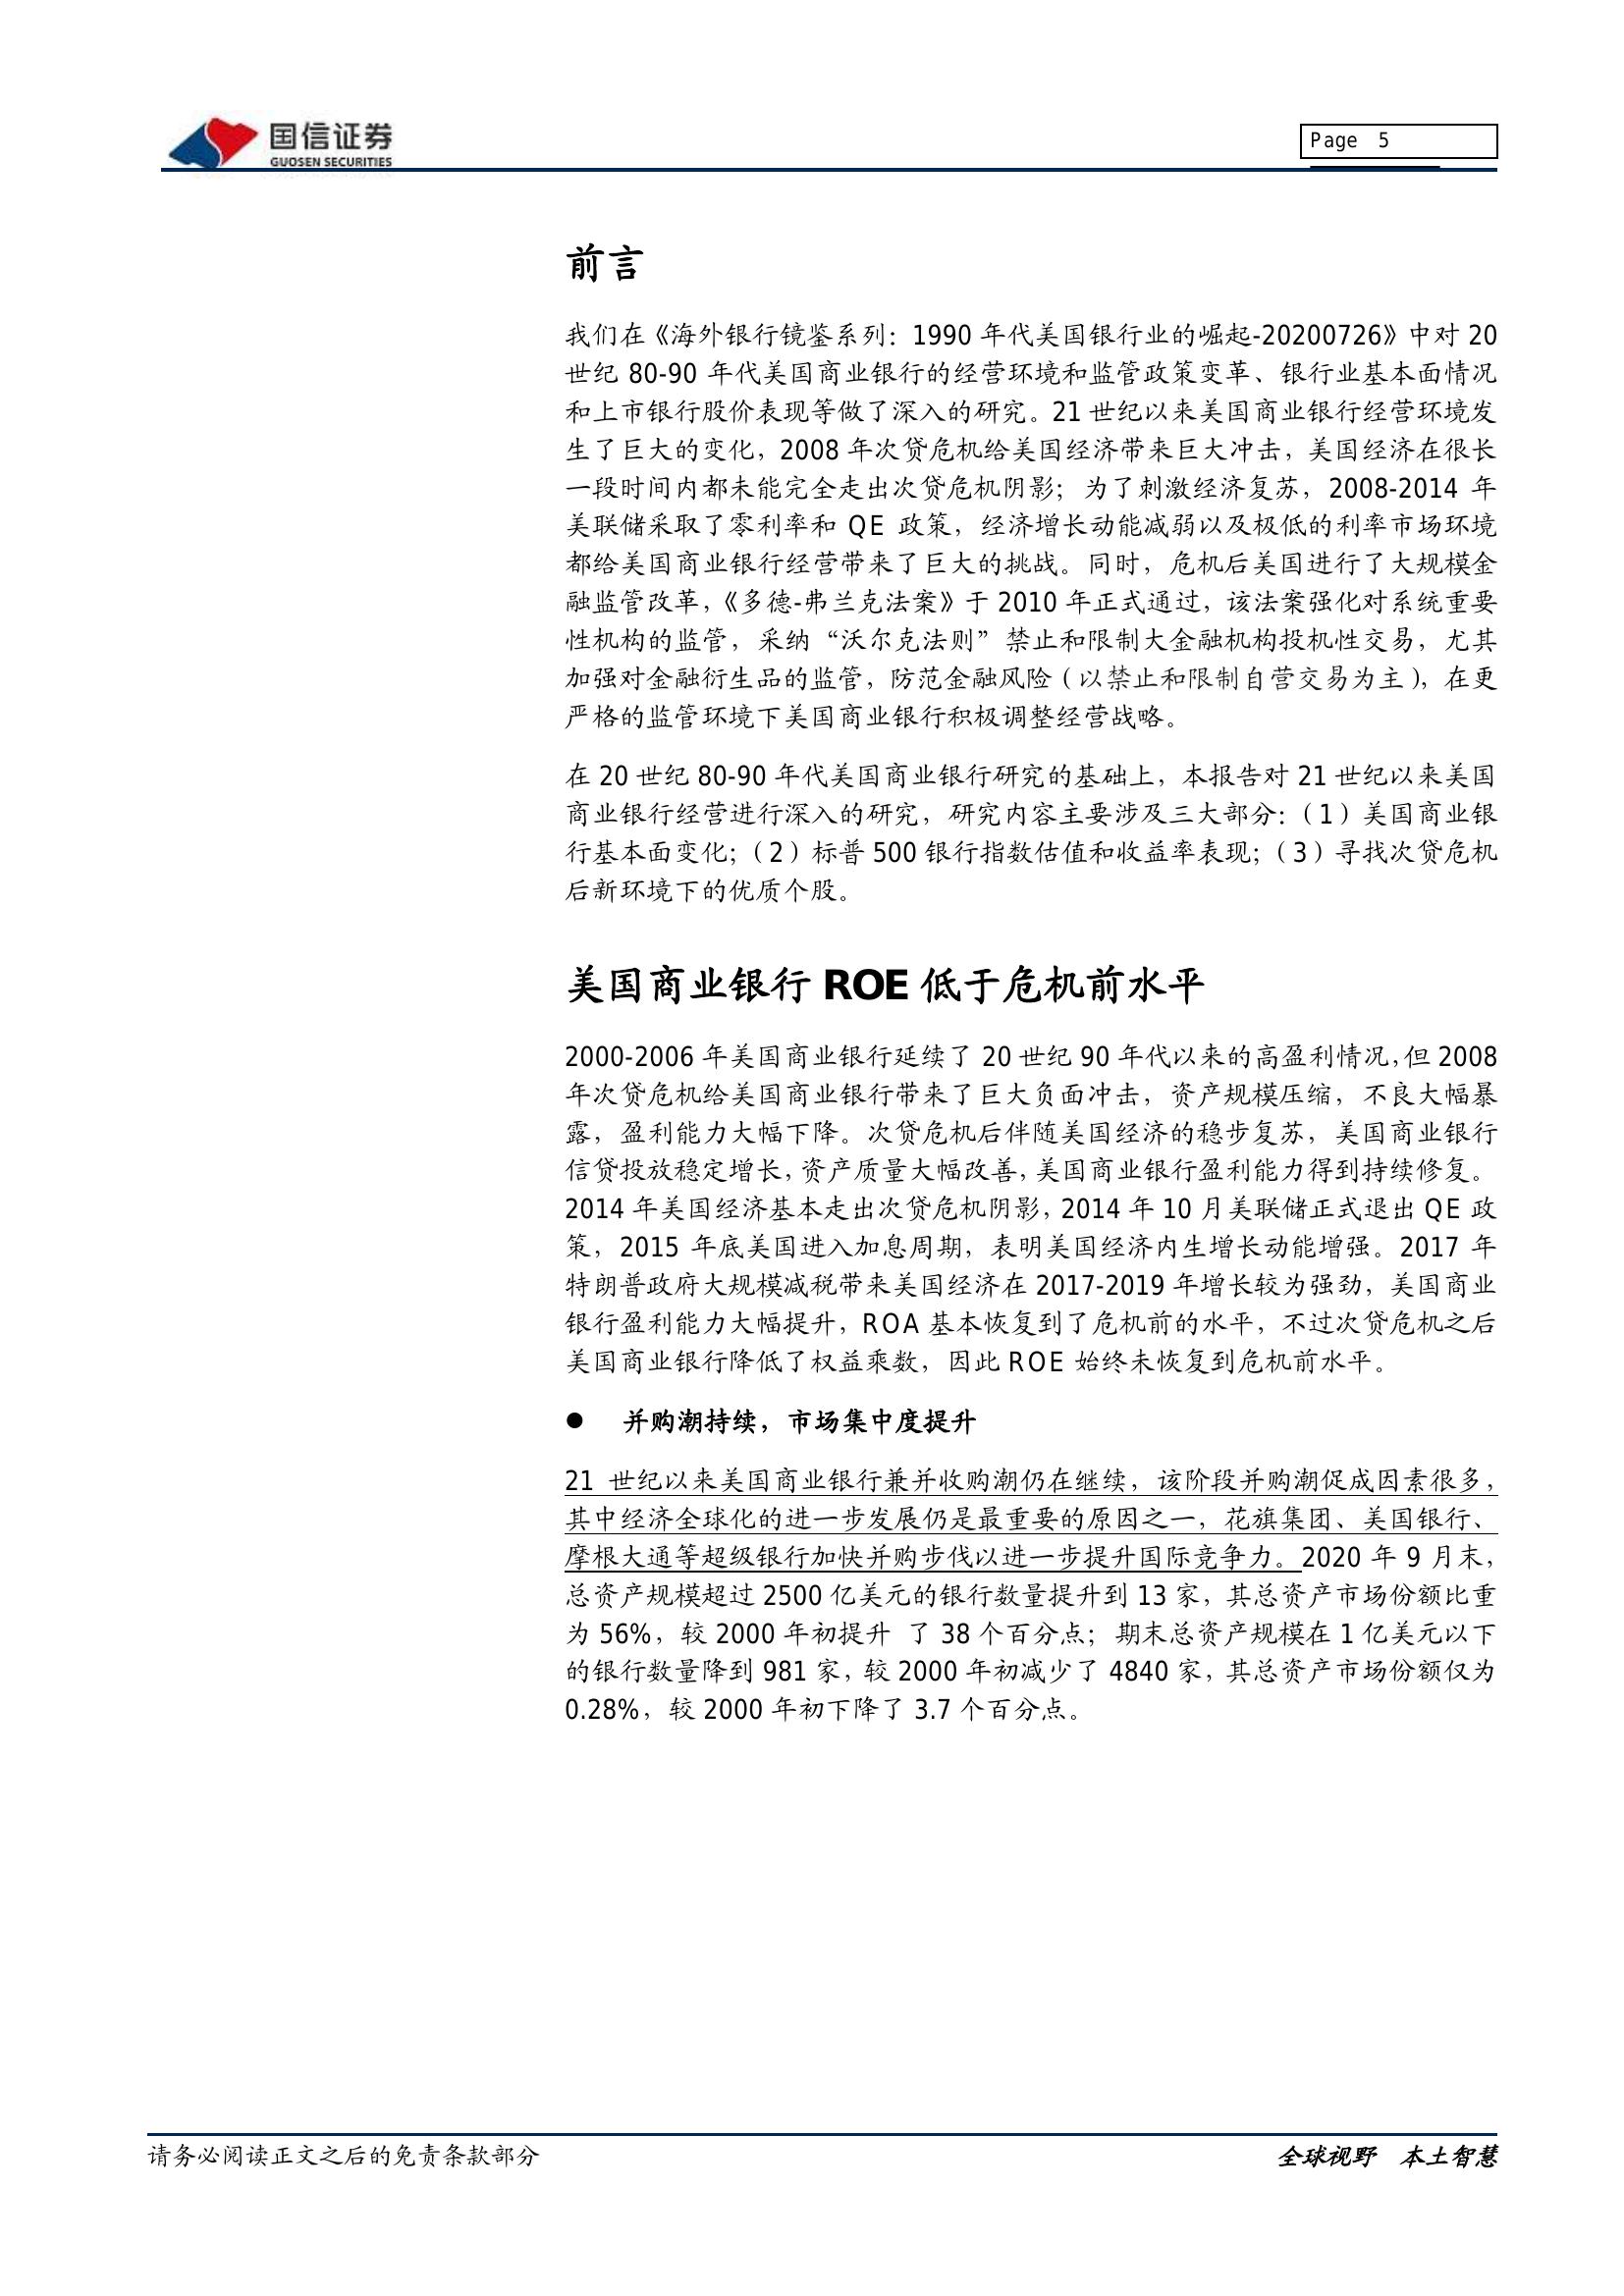 国信证券
GUOSEN SECURITIES
Page 5
前言
我们在《海外银行镜鉴系列：1990 年代美国银行业的崛起-20200726》中对 20
世纪 80-90 年代美国商业银行的经营环境和监管政策变革、银行业基本面情况
和上市银行股价表现等做了深入的研究。21 世纪以来美国商业银行经营环境发
生了巨大的变化，2008 年次贷危机给美国经济带来巨大冲击，美国经济在很长
一段时间内都未能完全走出次贷危机阴影；为了刺激经济复苏，2008-2014 年
美联储采取了零利率和 QE 政策，经济增长动能减弱以及极低的利率市场环境
都给美国商业银行经营带来了巨大的挑战。同时，危机后美国进行了大规模金
融监管改革，《多德-弗兰克法案》于 2010 年正式通过，该法案强化对系统重要
性机构的监管，采纳“沃尔克法则”禁止和限制大金融机构投机性交易，尤其
加强对金融衍生品的监管，防范金融风险（以禁止和限制自营交易为主），在更
严格的监管环境下美国商业银行积极调整经营战略。
在 20 世纪 80-90 年代美国商业银行研究的基础上，本报告对 21 世纪以来美国
商业银行经营进行深入的研究，研究内容主要涉及三大部分：（1）美国商业银
行基本面变化；（2）标普 500 银行指数估值和收益率表现；（3）寻找次贷危机
后新环境下的优质个股。
美国商业银行 ROE 低于危机前水平
2000-2006 年美国商业银行延续了 20 世纪 90 年代以来的高盈利情况，但 2008
年次贷危机给美国商业银行带来了巨大负面冲击，资产规模压缩，不良大幅暴
露，盈利能力大幅下降。次贷危机后伴随美国经济的稳步复苏，美国商业银行
信贷投放稳定增长，资产质量大幅改善，美国商业银行盈利能力得到持续修复。
2014 年美国经济基本走出次贷危机阴影，2014 年 10 月美联储正式退出 QE 政
策，2015 年底美国进入加息周期，表明美国经济内生增长动能增强。2017 年
特朗普政府大规模减税带来美国经济在 2017-2019 年增长较为强劲，美国商业
银行盈利能力大幅提升，ROA 基本恢复到了危机前的水平，不过次贷危机之后
美国商业银行降低了权益乘数，因此 ROE 始终未恢复到危机前水平。
● 并购潮持续，市场集中度提升
21 世纪以来美国商业银行兼并收购潮仍在继续，该阶段并购潮促成因素很多，
其中经济全球化的进一步发展仍是最重要的原因之一，花旗集团、美国银行、
摩根大通等超级银行加快并购步伐以进一步提升国际竞争力。2020 年 9 月末，
总资产规模超过 2500 亿美元的银行数量提升到 13 家，其总资产市场份额比重
为 56%，较 2000 年初提升 了 38 个百分点；期末总资产规模在 1 亿美元以下
的银行数量降到 981 家，较 2000 年初减少了 4840 家，其总资产市场份额仅为
0.28%，较 2000 年初下降了 3.7 个百分点。
请务必阅读正文之后的免责条款部分
全球视野 本土智慧